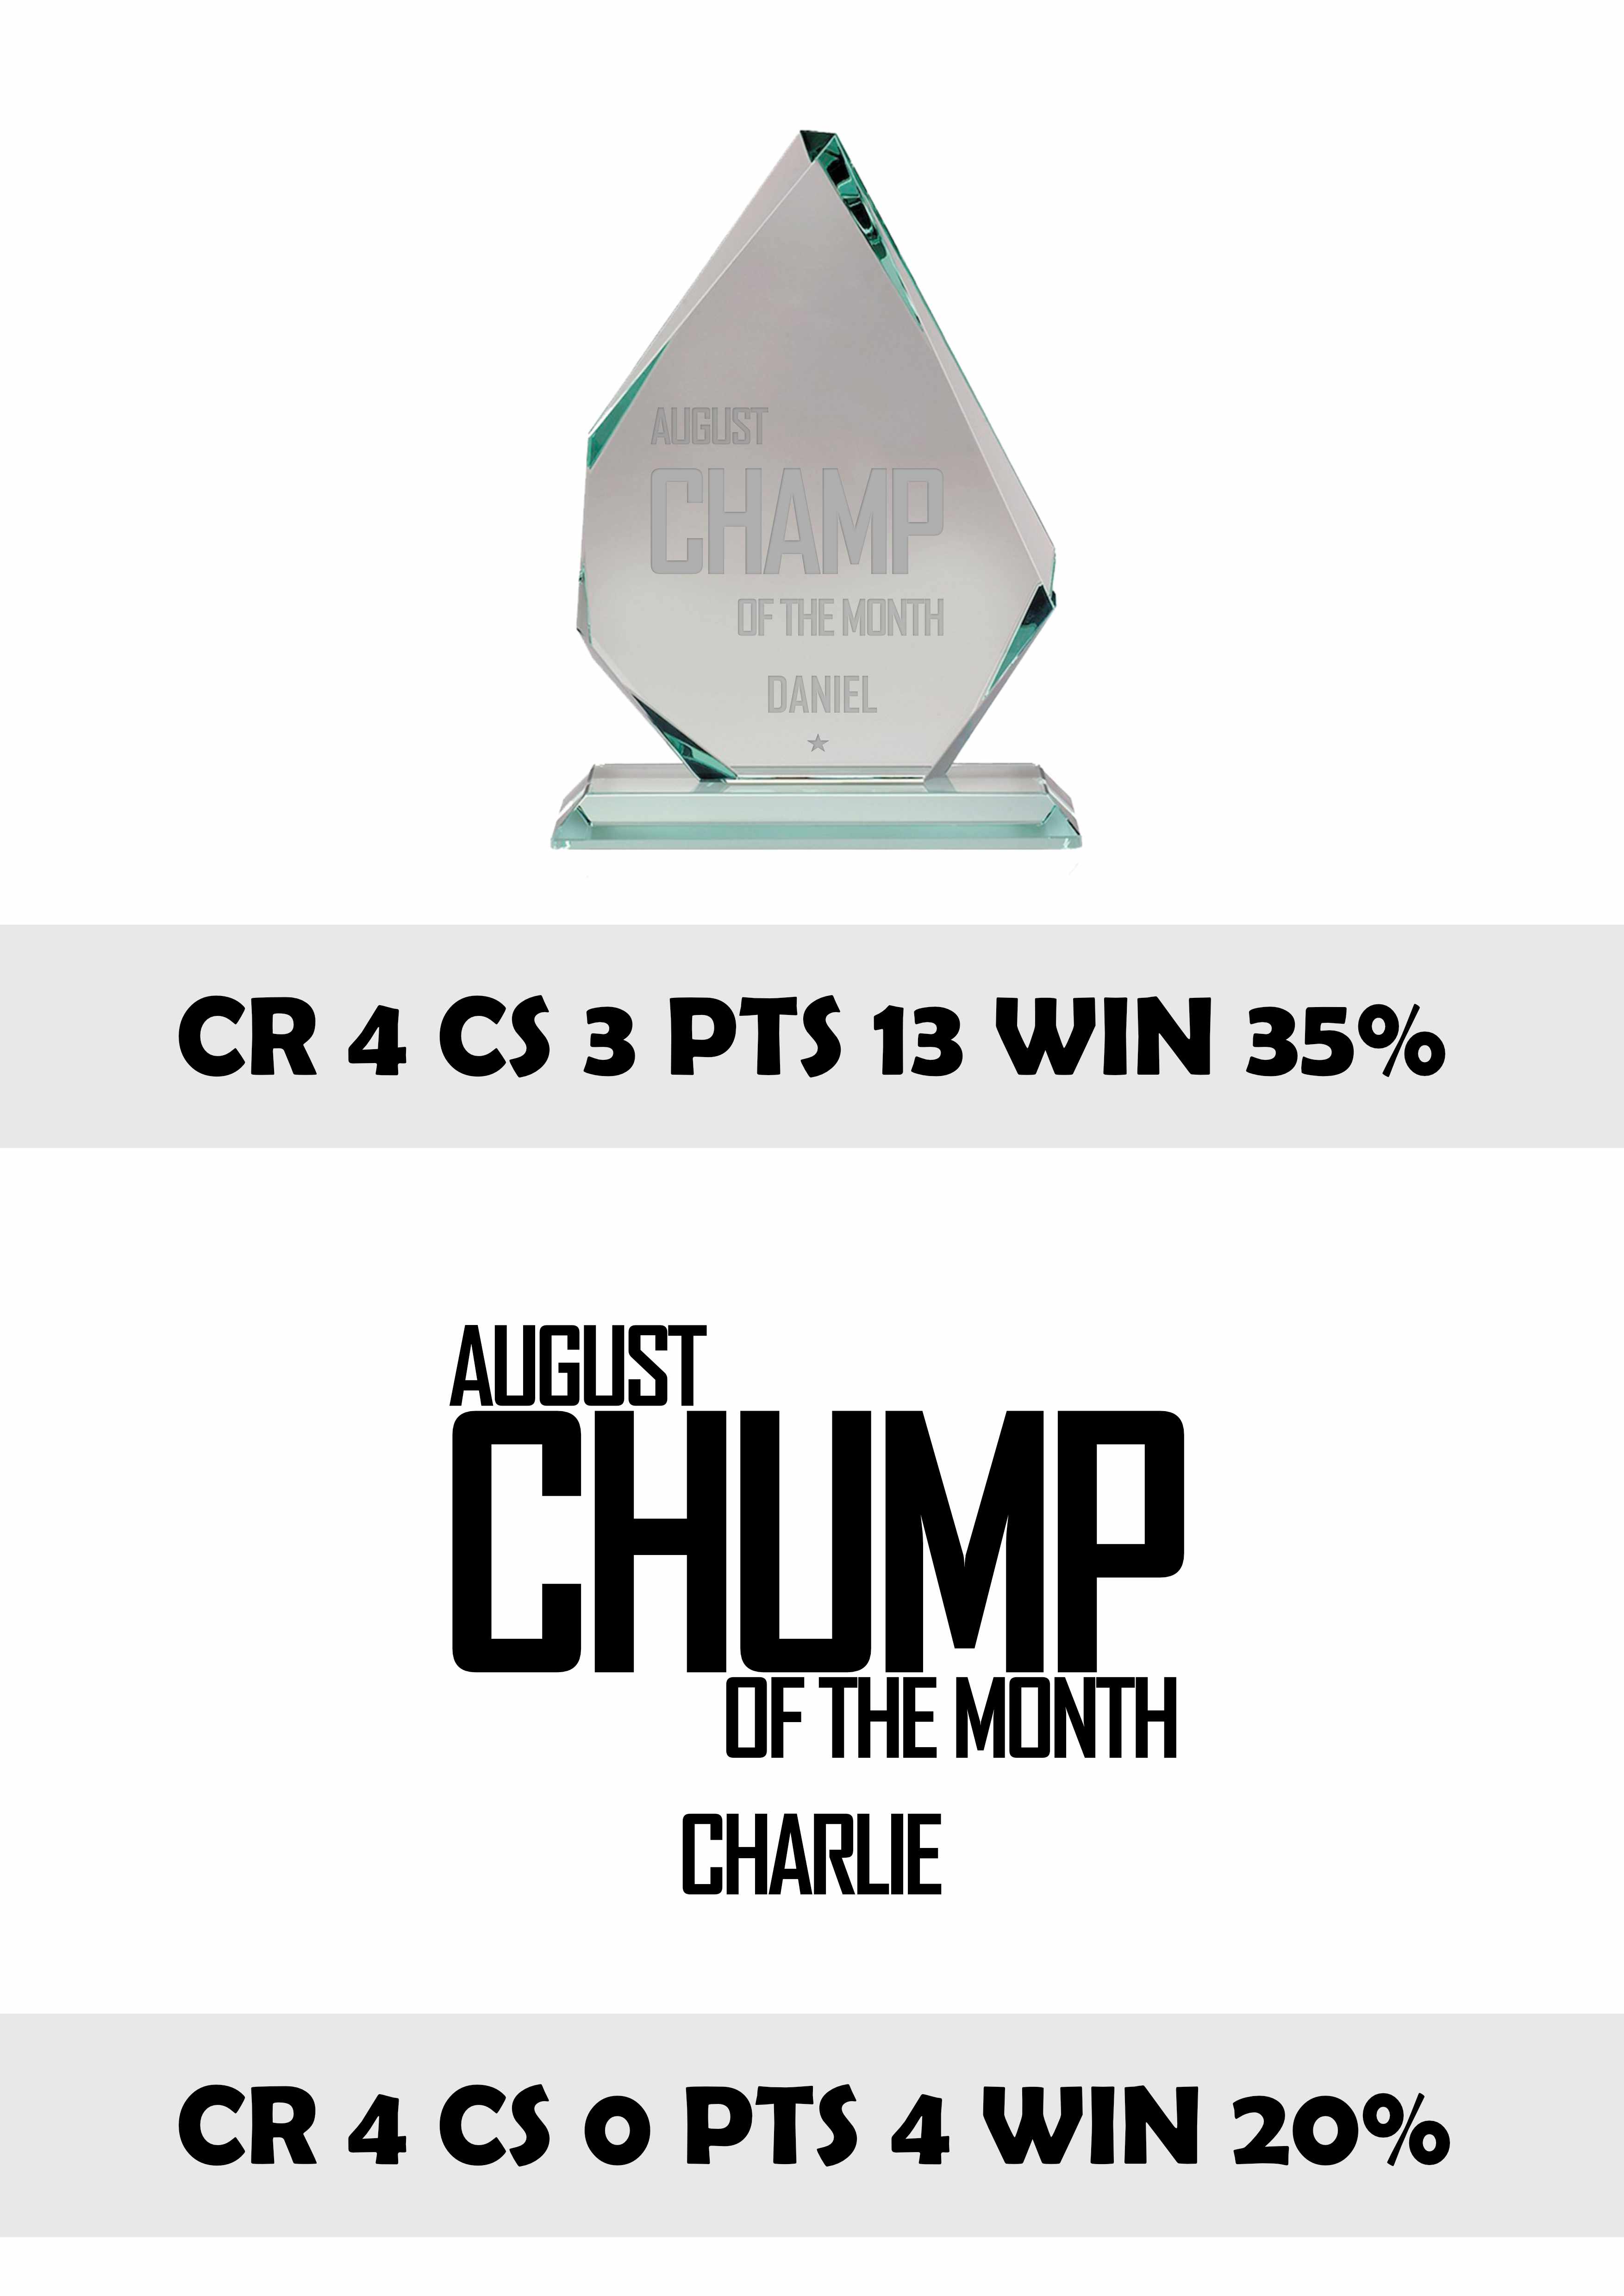 AUGUST
CHAMP
OF THE MONTH
DANIEL
CR 4 CS 3 PTS 13 WIN 35%
AUGUST
CHUMP
OF THE MONTH
CHARLIE
CR 4 CS 0 PTS 4 WIN 20%